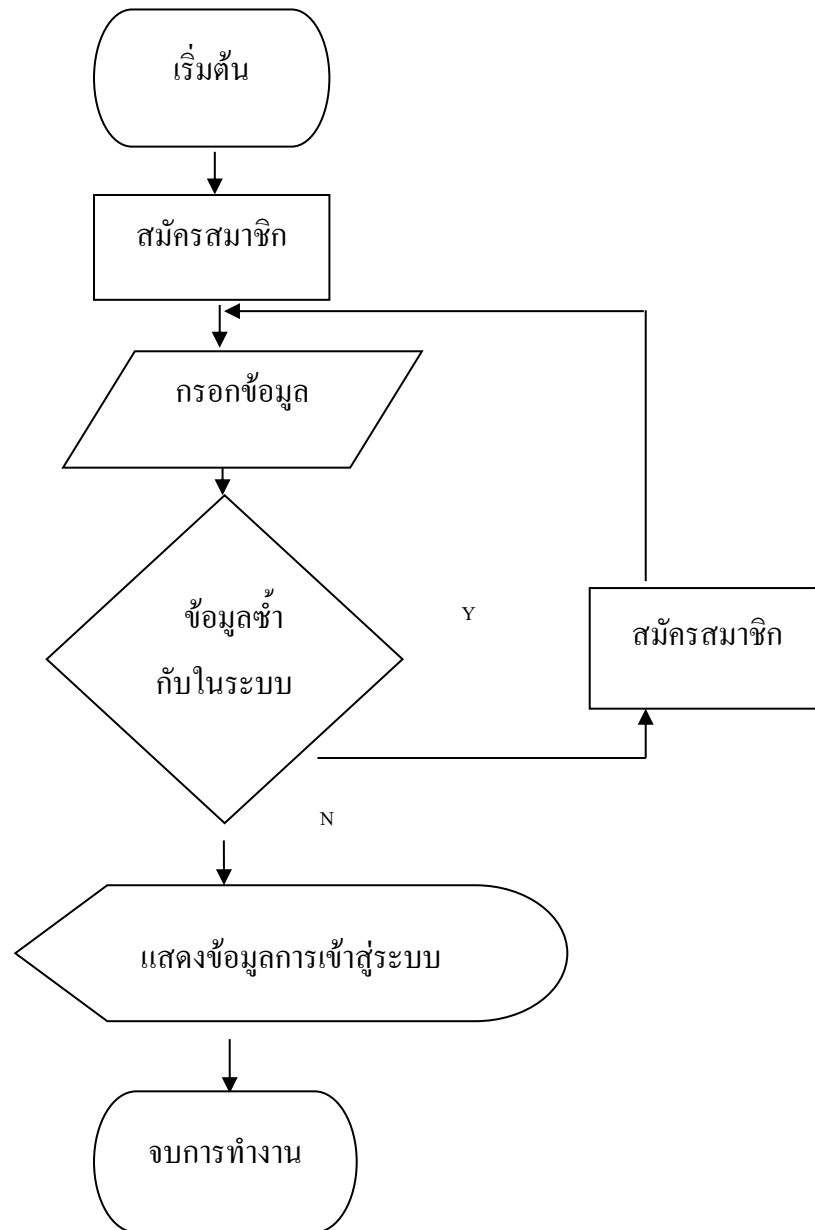 เริ่มต้น
สมัครสมาชิก
กรอกข้อมูล
ข้อมูลซ้ำ
กับในระบบ
Y
สมัครสมาชิก
N
แสดงข้อมูลการเข้าสู่ระบบ
จบการทำงาน